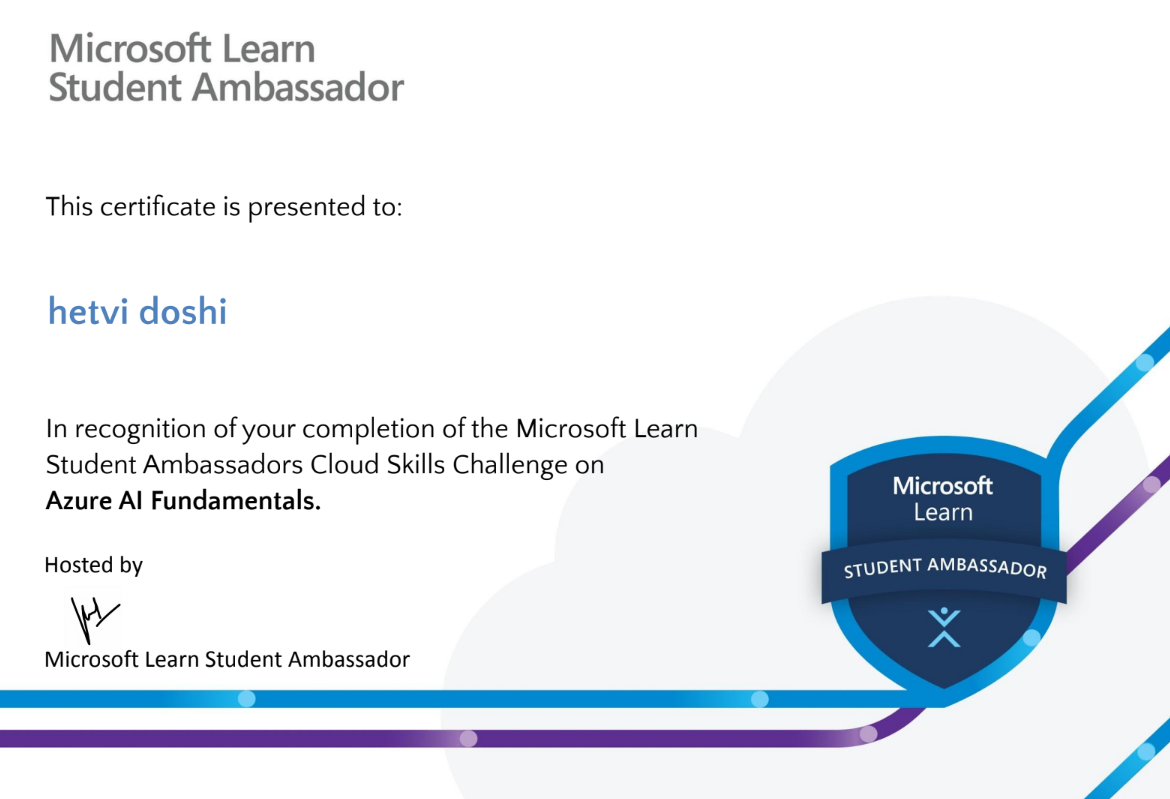 Microsoft Learn
Student Ambassador
This certificate is presented to:
hetvi doshi
In recognition of your completion of the Microsoft Learn
Student Ambassadors Cloud Skills Challenge on
Azure AI Fundamentals.
Hosted by
Microsoft Learn Student Ambassador
Microsoft
Learn
STUDENT AMBASSADOR